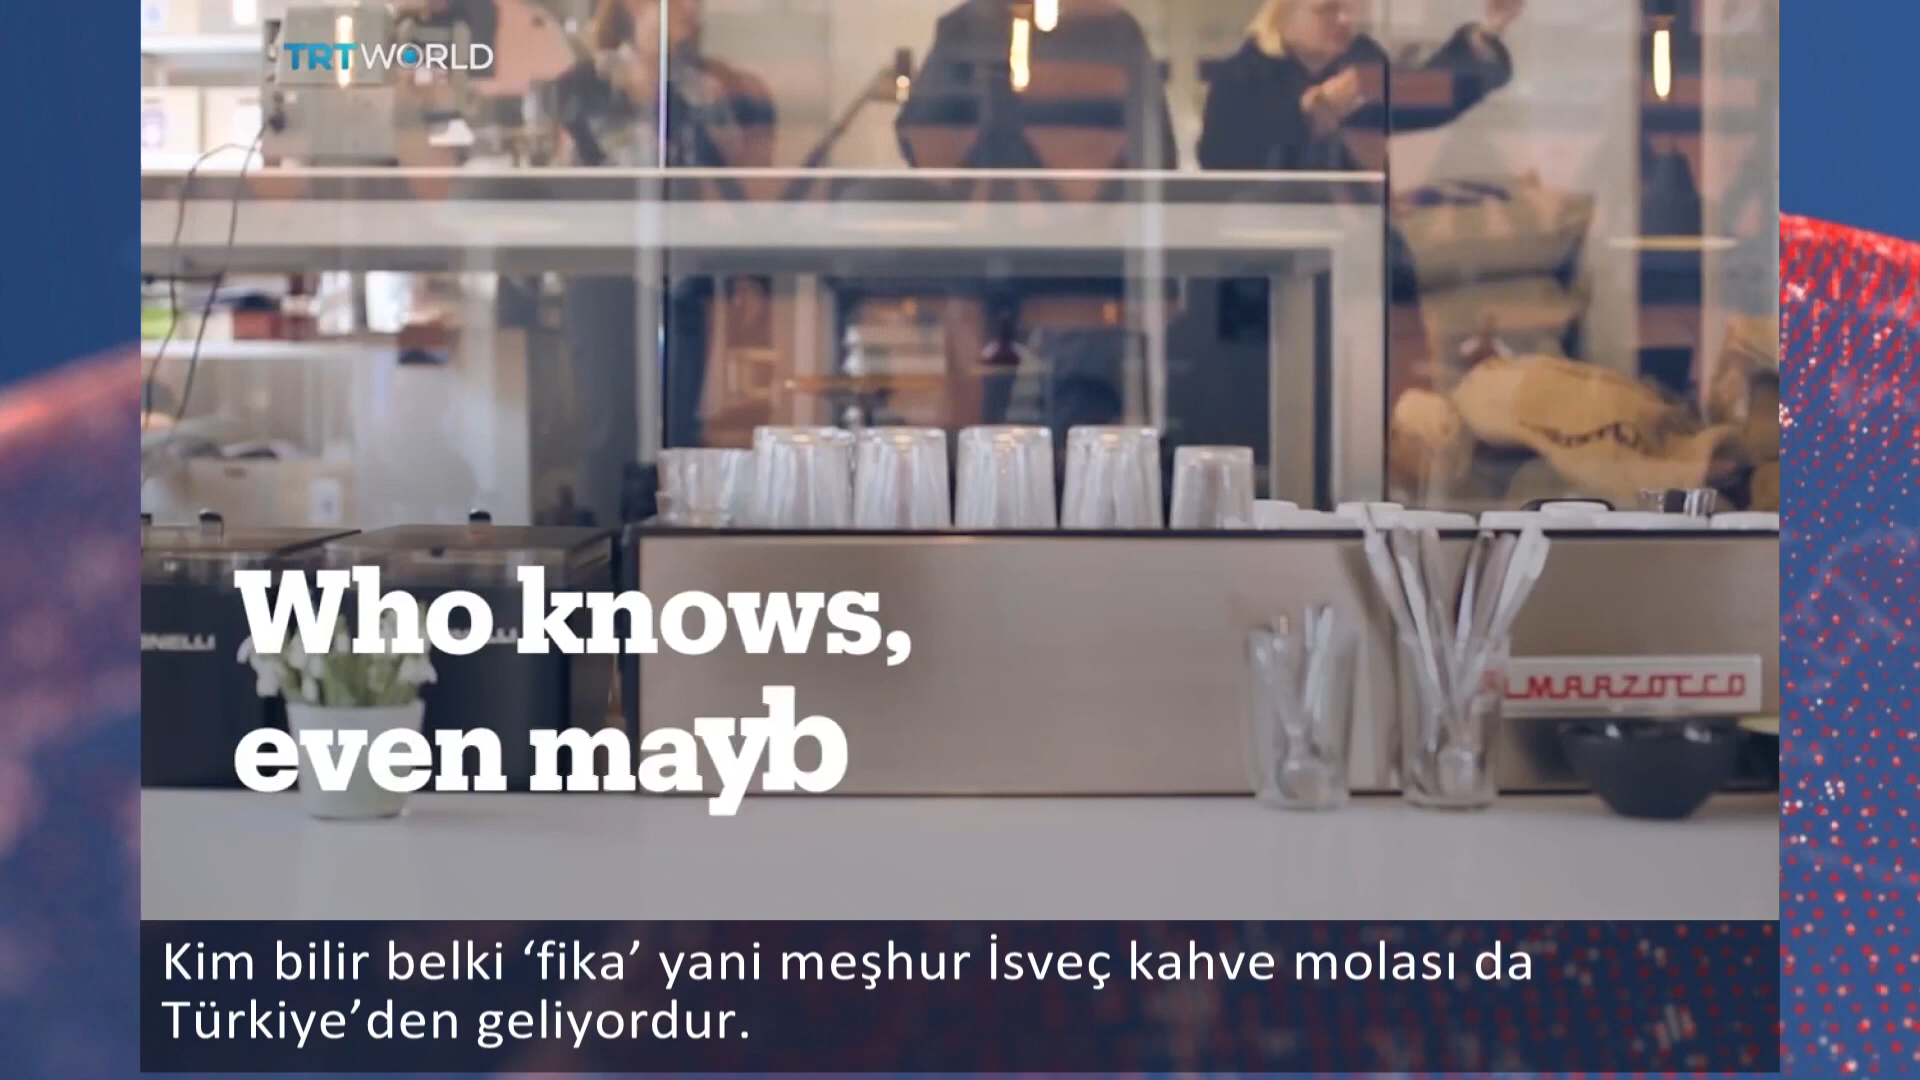 TRT WORLD
Who knows,
even mayb
MARZOCCO
Kim bilir belki ‘fika’ yani meşhur İsveç kahve molası da
Türkiye’den geliyordur.